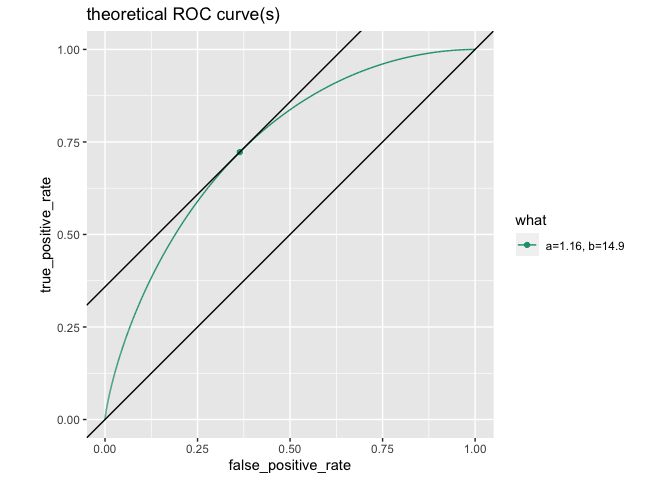 theoretical ROC curve(s)
1.00
0.75
0.50
0.25
0.00
true_positive_rate
0.00 0.25 0.50 0.75 1.00
false_positive_rate
what
a=1.16, b=14.9